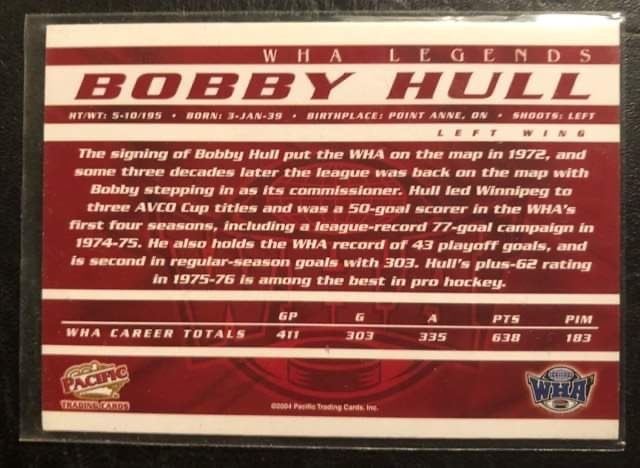 WHA LEGENDS
BOBBY HULL
HT/WT: 5-10/195 • BORN: 3-JAN-39 • BIRTHPLACE: POINT ANNE, ON • SHOOTS: LEFT
LEFT WING
The signing of Bobby Hull put the WHA on the map in 1972, and
some three decades later the league was back on the map with
Bobby stepping in as its commissioner. Hull led Winnipeg to
three AVCO Cup titles and was a 50-goal scorer in the WHA's
first four seasons, including a league-record 77-goal campaign in
1974-75. He also holds the WHA record of 43 playoff goals, and
is second in regular-season goals with 303. Hull's plus-62 rating
in 1975-76 is among the best in pro hockey.
GP G A PTS PIM
WHA CAREER TOTALS 411 303 335 638 183
PACIFIC
TRADING CARDS
WHA
©2004 Pacific Trading Cards, Inc.